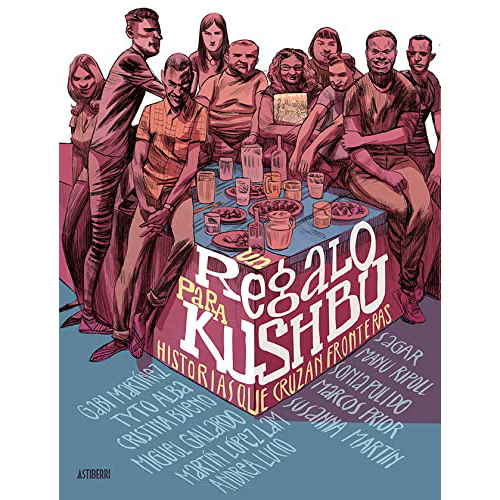 UN
REGALO
PARA
KUSHBU
HISTORIAS QUE CRUZAN FRONTERAS
GABI MARTÍNEZ
TYTO ALBA
CRISTINA BUENO
MIGUEL GALLARDO
MARTÍN LÓPEZ LAM
ANDREA LUCIO
SAGAR
MANU RIPOLL
SONIA PULIDO
MARCOS PRIOR
SUSANNA MARTÍN
ASTIBERRI